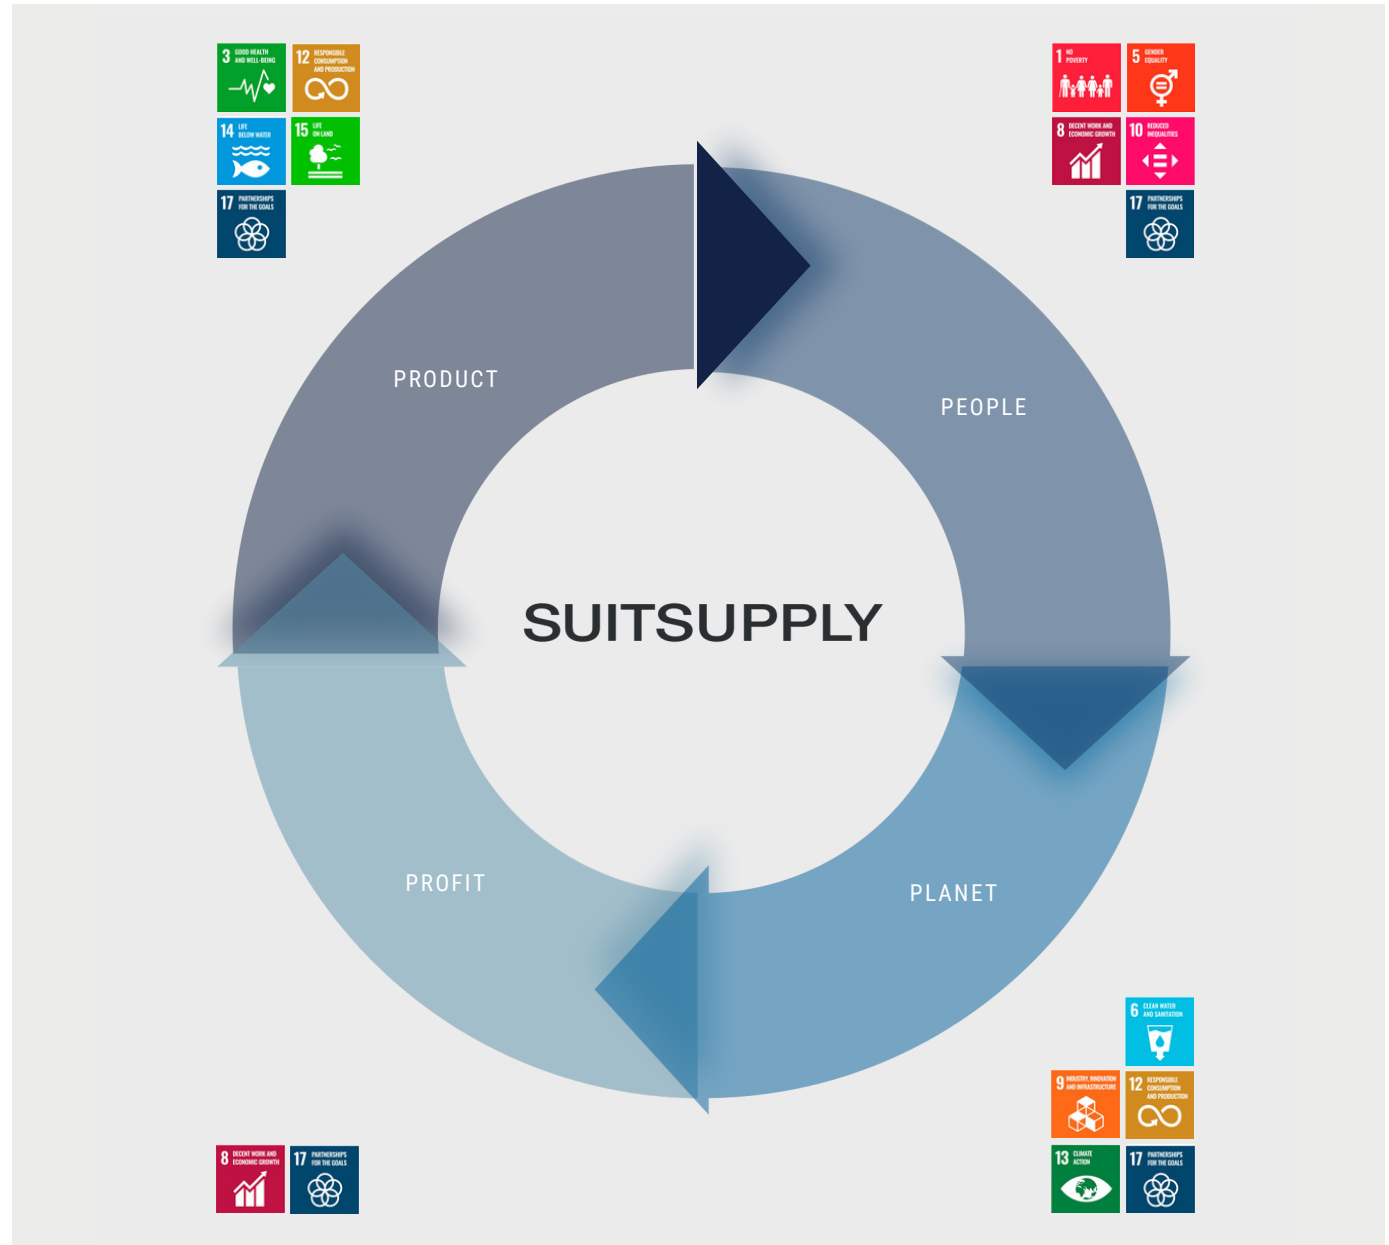 3 GOOD HEALTH
AND WELL-BEING
12 RESPONSIBLE
CONSUMPTION
AND PRODUCTION
14 LIFE
BELOW WATER
15 LIFE
ON LAND
17 PARTNERSHIPS
FOR THE GOALS
1 NO
POVERTY
5 GENDER
EQUALITY
8 DECENT WORK AND
ECONOMIC GROWTH
10 REDUCED
INEQUALITIES
17 PARTNERSHIPS
FOR THE GOALS
PRODUCT
PEOPLE
SUITSUPPLY
PROFIT
PLANET
6 CLEAN WATER
AND SANITATION
9 INDUSTRY, INNOVATION
AND INFRASTRUCTURE
12 RESPONSIBLE
CONSUMPTION
AND PRODUCTION
8 DECENT WORK AND
ECONOMIC GROWTH
17 PARTNERSHIPS
FOR THE GOALS
13 CLIMATE
ACTION
17 PARTNERSHIPS
FOR THE GOALS